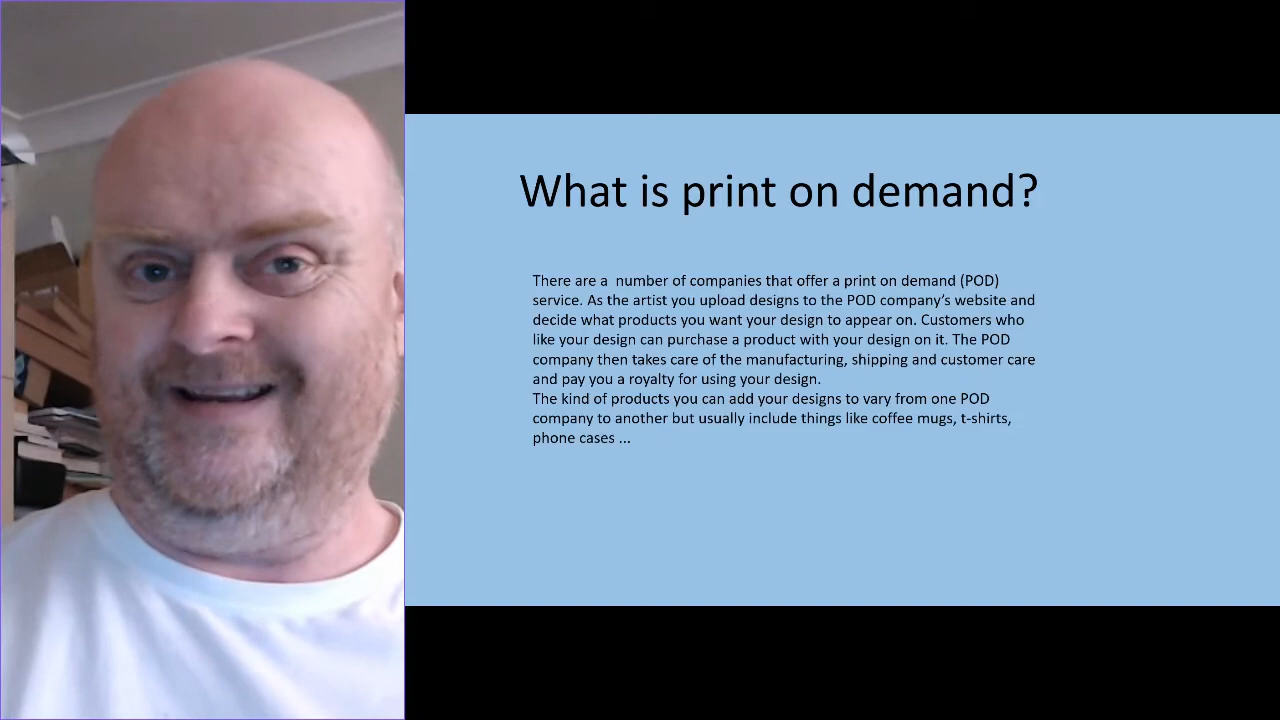 What is print on demand?
There are a  number of companies that offer a print on demand (POD)
service. As the artist you upload designs to the POD company’s website and
decide what products you want your design to appear on. Customers who
like your design can purchase a product with your design on it. The POD
company then takes care of the manufacturing, shipping and customer care
and pay you a royalty for using your design.
The kind of products you can add your designs to vary from one POD
company to another but usually include things like coffee mugs, t-shirts,
phone cases ...